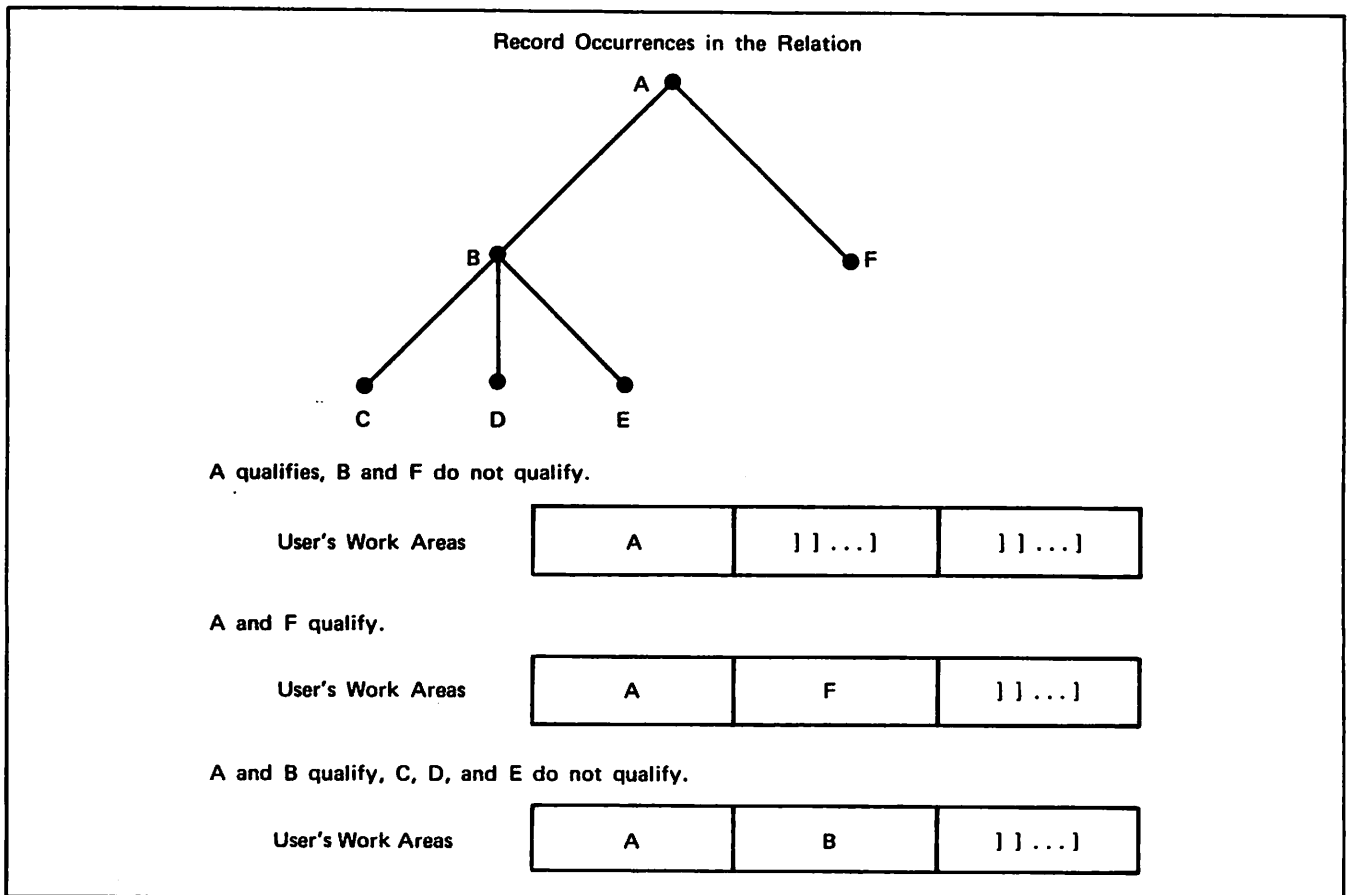 Record Occurrences in the Relation
A
B
F
C D E
A qualifies, B and F do not qualify.
User's Work Areas A ] ] . . . ] ] ] . . . ]
A and F qualify.
User's Work Areas A F ] ] . . . ]
A and B qualify, C, D, and E do not qualify.
User's Work Areas A B ] ] . . . ]